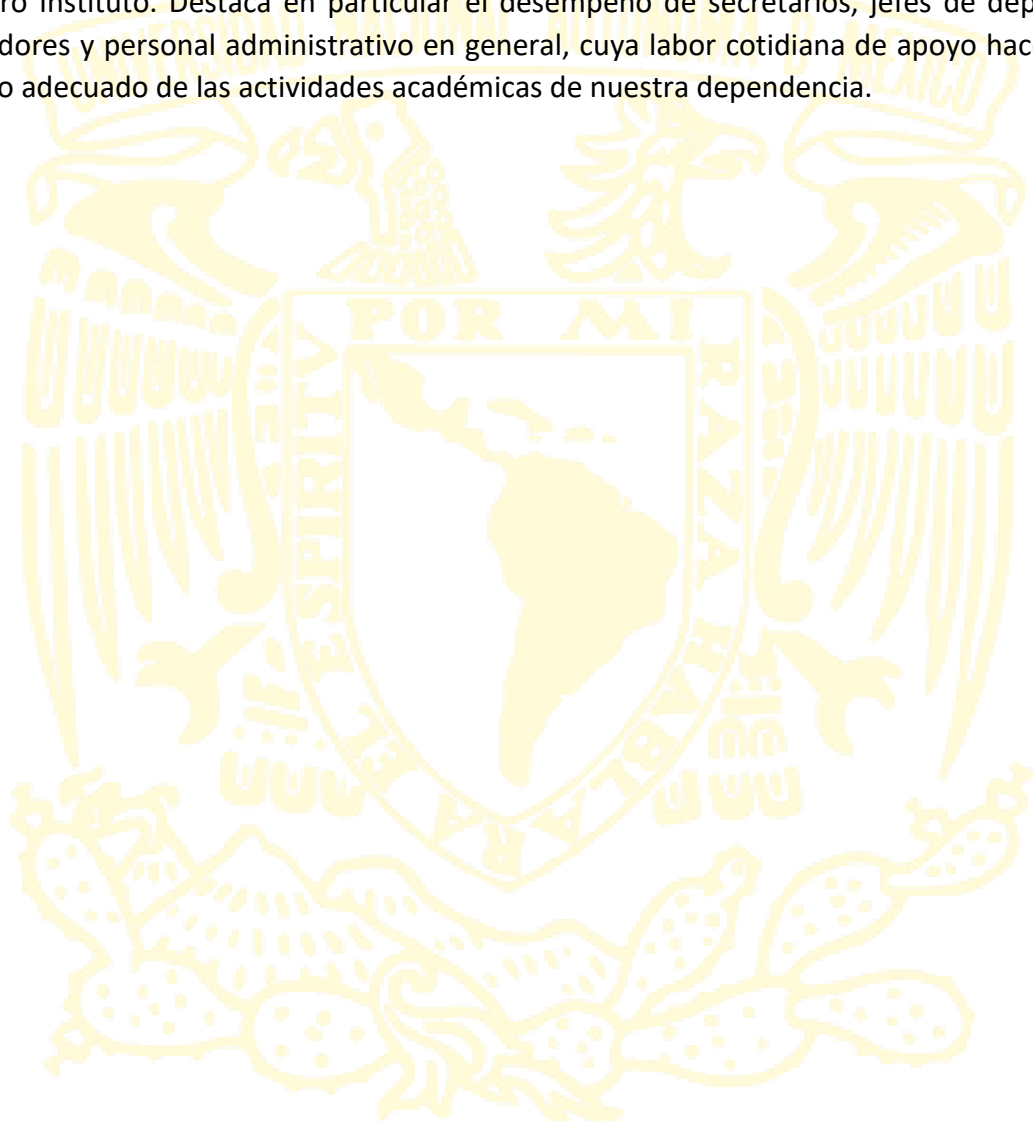 ro Instituto. Destaca en particular el desempeño de secretarios, jefes de dep
dores y personal administrativo en general, cuya labor cotidiana de apoyo hac
o adecuado de las actividades académicas de nuestra dependencia.
POR MI RAZA HABLARA EL ESPIRITV